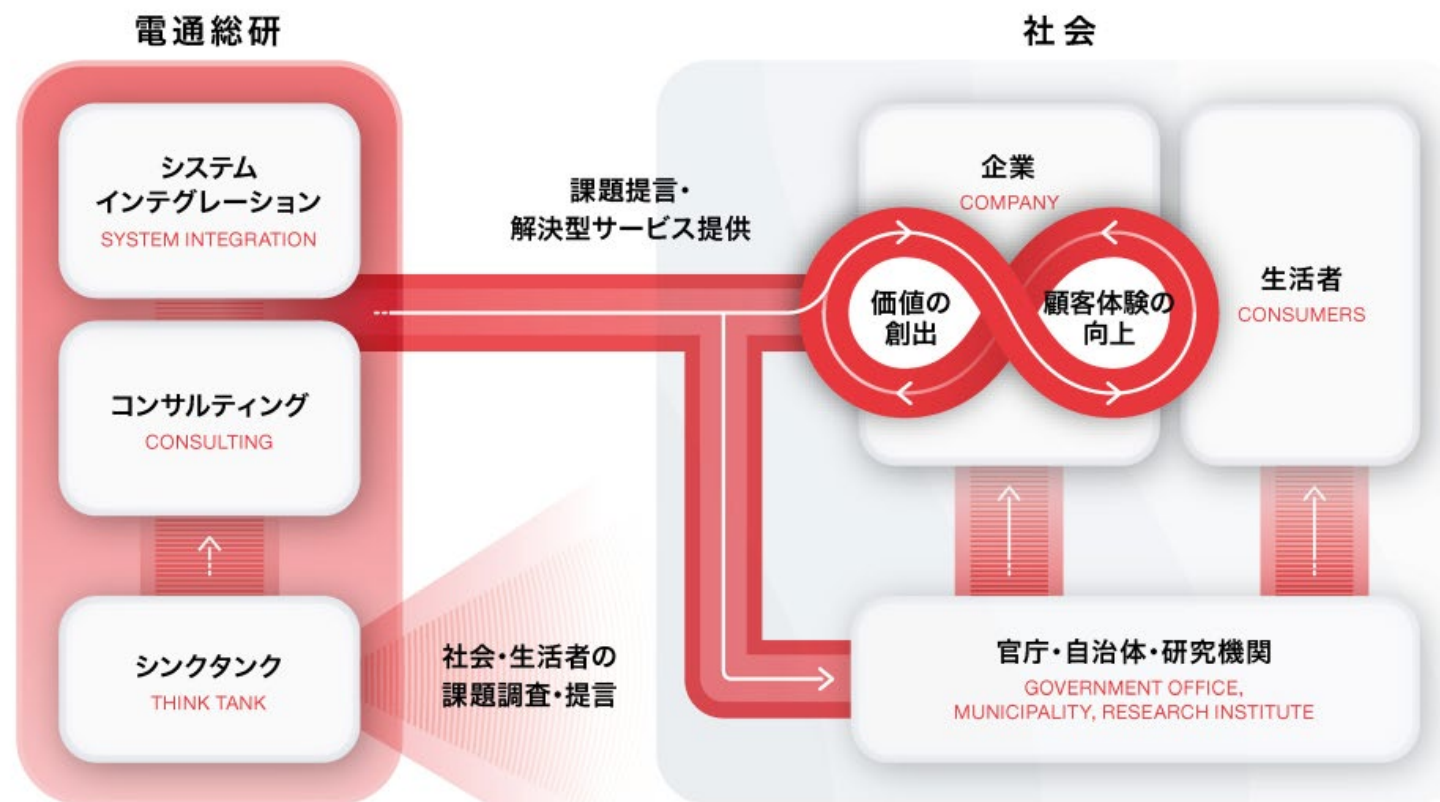 電通総研
社会
システム
インテグレーション
SYSTEM INTEGRATION
コンサルティング
CONSULTING
シンクタンク
THINK TANK
課題提言・
解決型サービス提供
社会・生活者の
課題調査・提言
企業
COMPANY
価値の
創出
顧客体験の
向上
生活者
CONSUMERS
官庁・自治体・研究機関
GOVERNMENT OFFICE,
MUNICIPALITY, RESEARCH INSTITUTE